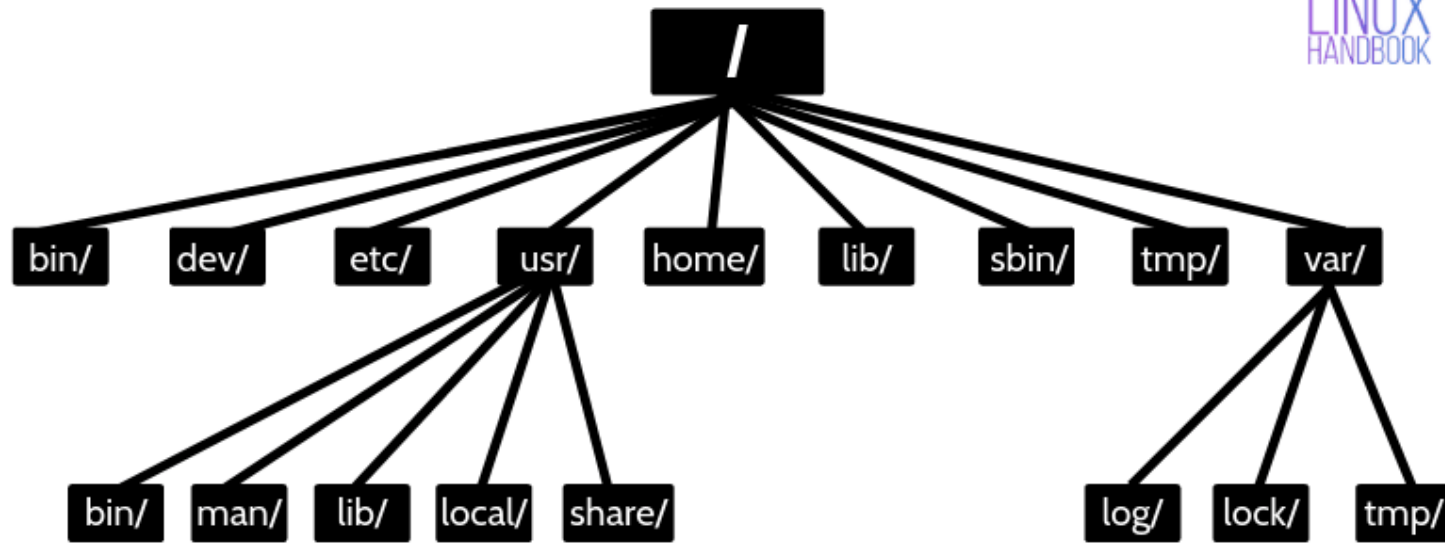 LINUX
HANDBOOK
/
bin/ dev/ etc/ usr/ home/ lib/ sbin/ tmp/ var/
bin/ man/ lib/ local/ share/ log/ lock/ tmp/